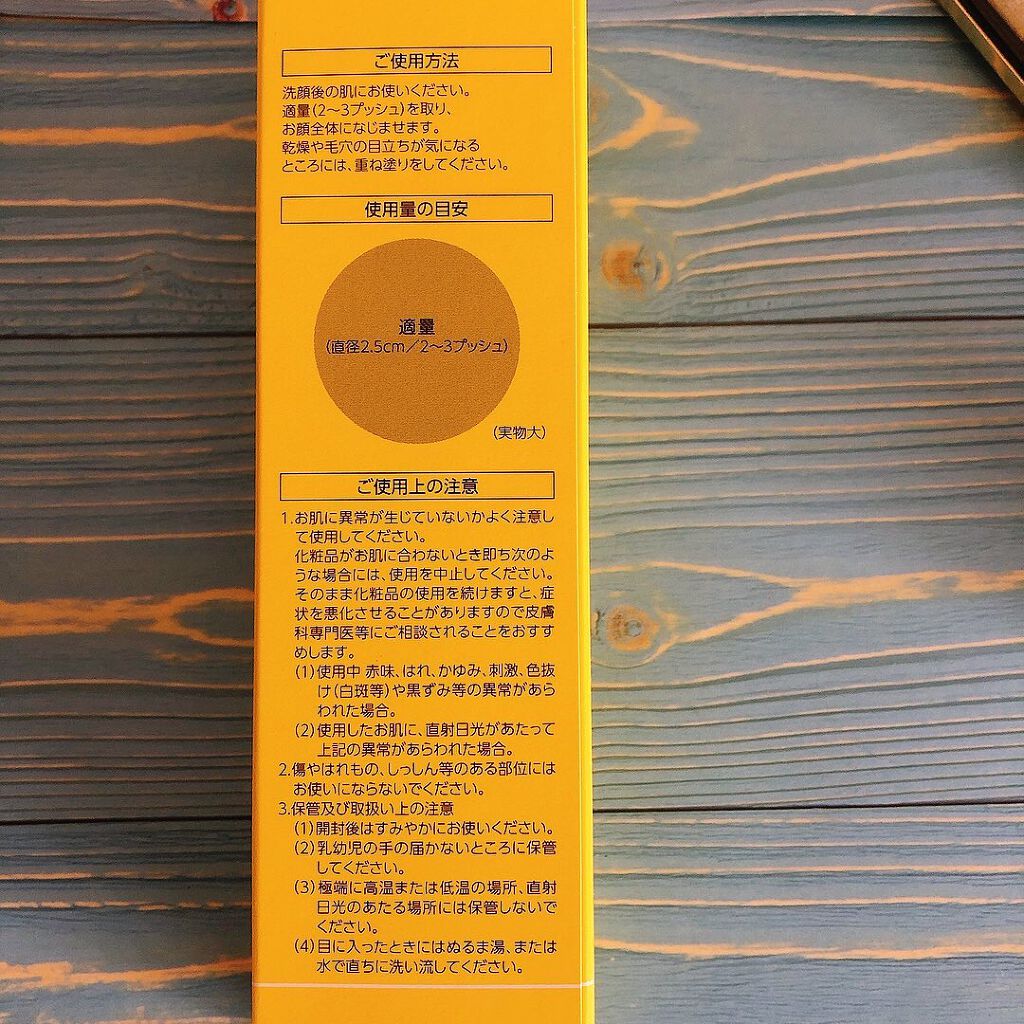 ご使用方法
洗顔後の肌にお使いください。
適量(2〜3プッシュ)を取り、
お顔全体になじませます。
乾燥や毛穴の目立ちが気になる
ところには、重ね塗りをしてください。
使用量の目安
適量
(直径2.5cm／2〜3プッシュ)
(実物大)
ご使用上の注意
1.お肌に異常が生じていないかよく注意し
て使用してください。
化粧品がお肌に合わないとき即ち次のよ
うな場合には、使用を中止してください。
そのまま化粧品の使用を続けますと、症
状を悪化させることがありますので皮膚
科専門医等にご相談されることをおすす
めします。
(1)使用中 赤味、はれ、かゆみ、刺激、色抜
け(白斑等)や黒ずみ等の異常があら
われた場合。
(2)使用したお肌に、直射日光があたって
上記の異常があらわれた場合。
2.傷やはれもの、しっしん等のある部位には
お使いにならないでください。
3.保管及び取扱い上の注意
(1)開封後はすみやかにお使いください。
(2)乳幼児の手の届かないところに保管
してください。
(3)極端に高温または低温の場所、直射
日光のあたる場所には保管しないで
ください。
(4)目に入ったときにはぬるま湯、または
水で直ちに洗い流してください。